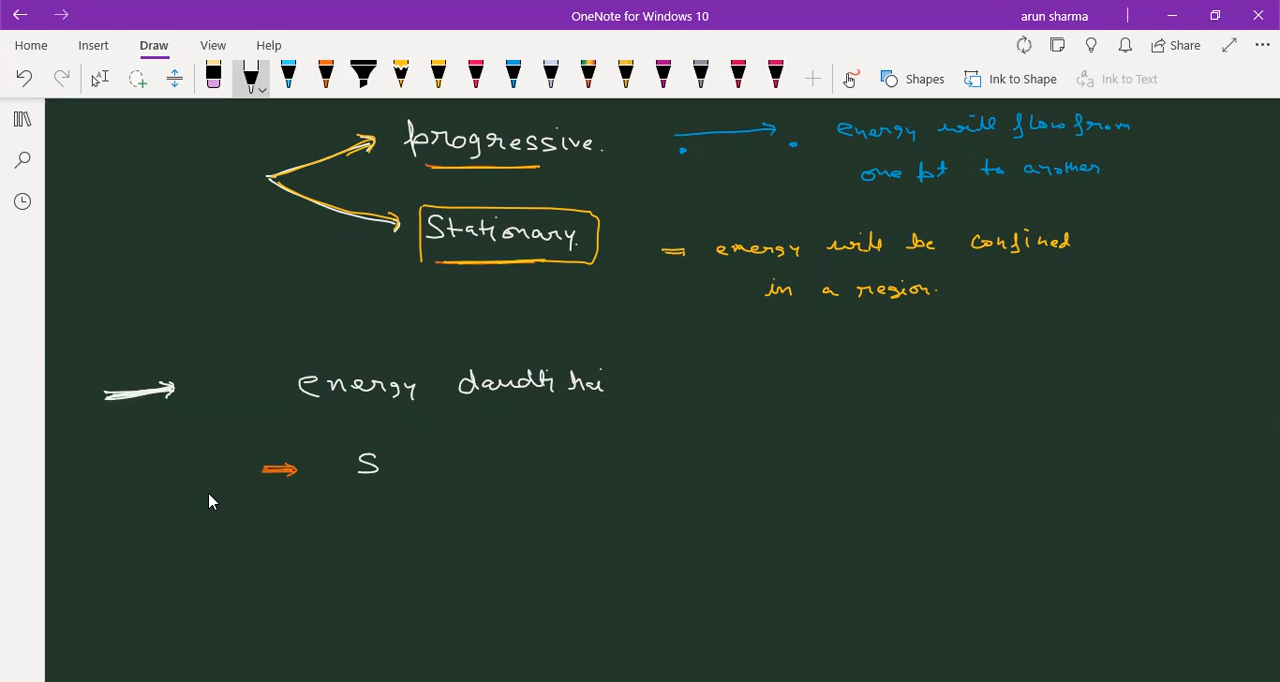 OneNote for Windows 10
arun sharma
Home Insert Draw View Help
Share
Shapes Ink to Shape Ink to Text
progressive.
energy will flow from
one pt to another
Stationary.
= energy will be confined
in a region.
energy daudti hai
S